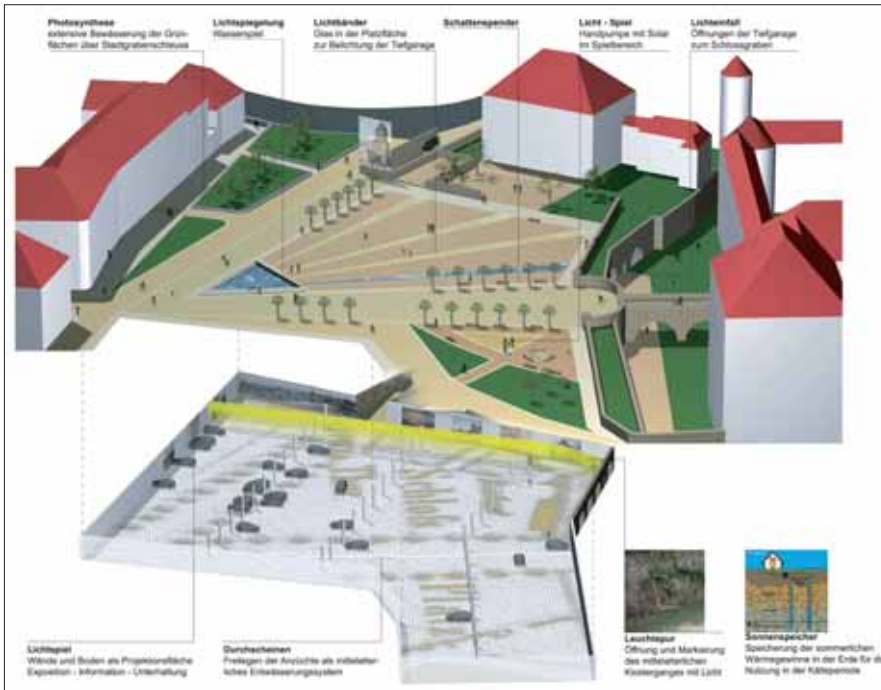 Photosynthese
extensive Bewässerung der Grün-
flächen über Stadtgrabenschleuse
Lichtspiegelung
Wasserspiel
Lichtbänder
Glas in der Platzfläche
zur Belichtung der Tiefgarage
Schattenspender
Licht - Spiel
Handpumpe mit Solar
im Spielbereich
Lichteinfall
Öffnungen der Tiefgarage
zum Schlossgraben
Lichtspiel
Wände und Boden als Projektionsfläche
Exposition - Information - Unterhaltung
Durchscheinen
Freilegen der Anzüchte als mittelalter-
liches Entwässerungssystem
Leuchtspur
Öffnung und Markierung
des mittelalterlichen
Klosterganges mit Licht
Sonnenspeicher
Speicherung der sommerlichen
Wärmegewinne in der Erde für d
Nutzung in der Kälteperiode